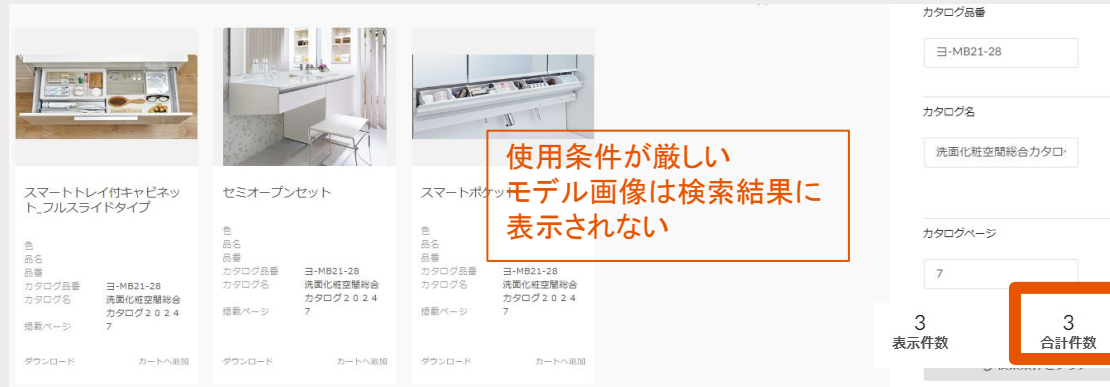 スマートトレイ付キャビネッ
ト_フルスライドタイプ
色
品名
品番
カタログ品番 ヨ-MB21-28
カタログ名 洗面化粧空間総合
カタログ2024
掲載ページ 7
ダウンロード カートへ追加
セミオープンセット
色
品名
品番
カタログ品番 ヨ-MB21-28
カタログ名 洗面化粧空間総合
カタログ2024
掲載ページ 7
ダウンロード カートへ追加
スマートポケッ
色
品名
品番
カタログ品番 ヨ-MB21-28
カタログ名 洗面化粧空間総合
カタログ2024
掲載ページ 7
ダウンロード カートへ追加
使用条件が厳しい
モデル画像は検索結果に
表示されない
カタログ品番
ヨ-MB21-28
カタログ名
洗面化粧空間総合カタロ
カタログページ
7
3
表示件数
3
合計件数